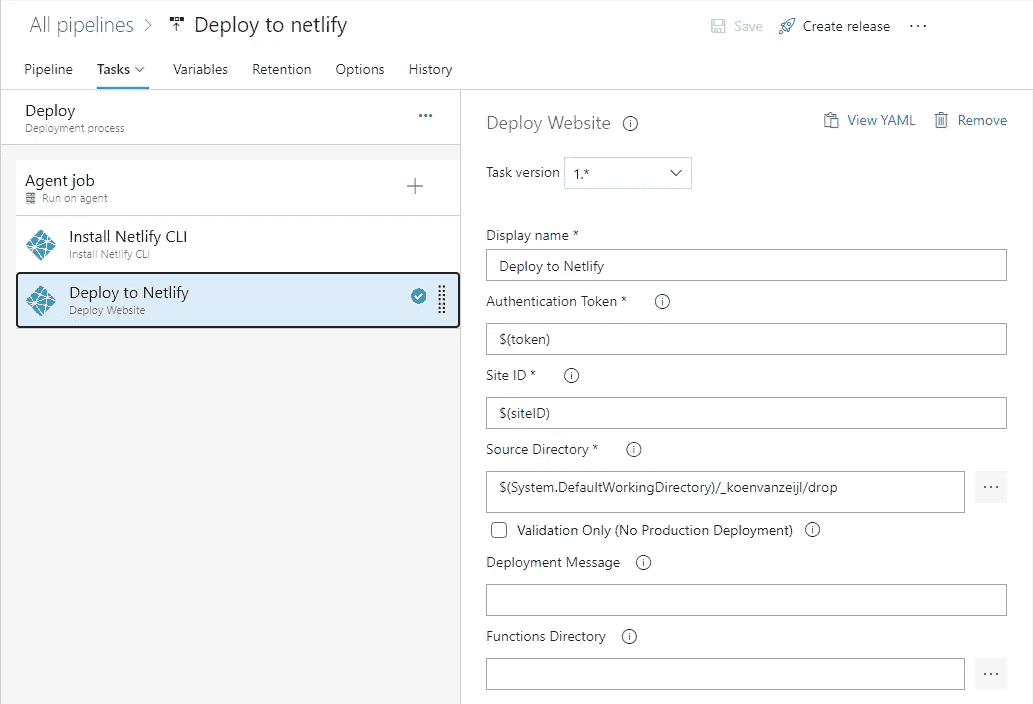 All pipelines > Deploy to netlify
Save Create release ...
Pipeline Tasks Variables Retention Options History
Deploy
Deployment process
...
Agent job
Run on agent
Install Netlify CLI
Install Netlify CLI
Deploy to Netlify
Deploy Website
Deploy Website
View YAML Remove
Task version 1.*
Display name *
Deploy to Netlify
Authentication Token *
$(token)
Site ID *
$(siteID)
Source Directory *
$(System.DefaultWorkingDirectory)/_koenvanzeijl/drop
...
Validation Only (No Production Deployment)
Deployment Message
Functions Directory
...